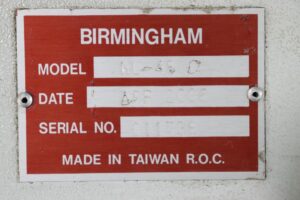 BIRMINGHAM
MODEL
DATE
SERIAL NO.
MADE IN TAIWAN R.O.C.